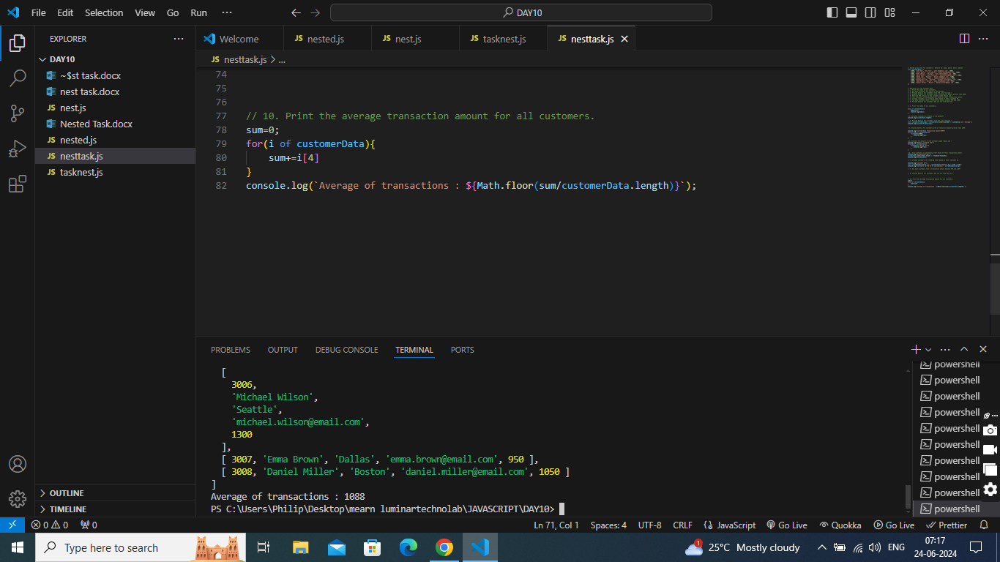 File Edit Selection View Go Run ···
DAY10
EXPLORER
DAY10
~$st task.docx
nest task.docx
JS nest.js
Nested Task.docx
JS nested.js
JS nesttask.js
JS tasknest.js
OUTLINE
TIMELINE
Welcome
JS nested.js
JS nest.js
JS tasknest.js
JS nesttask.js
JS nesttask.js > ...
74
75
76
77 // 10. Print the average transaction amount for all customers.
78 sum=0;
79 for(i of customerData){
80 sum+=i[4]
81 }
82 console.log(`Average of transactions : ${Math.floor(sum/customerData.length)}`);
PROBLEMS OUTPUT DEBUG CONSOLE TERMINAL PORTS
[
3006,
'Michael Wilson',
'Seattle',
'michael.wilson@email.com',
1300
],
[ 3007, 'Emma Brown', 'Dallas', 'emma.brown@email.com', 950 ],
[ 3008, 'Daniel Miller', 'Boston', 'daniel.miller@email.com', 1050 ]
]
Average of transactions : 1088
PS C:\Users\Philip\Desktop\mearn luminartechnolab\JAVASCRIPT\DAY10>
powershell
powershell
powershell
powershell
powershell
powershell
powershell
powershell
powershell
powershell
0 0 0 Ln 71, Col 1 Spaces: 4 UTF-8 CRLF JavaScript Go Live Quokka Go Live Prettier
Type here to search
1
25°C Mostly cloudy
ENG
07:17
24-06-2024